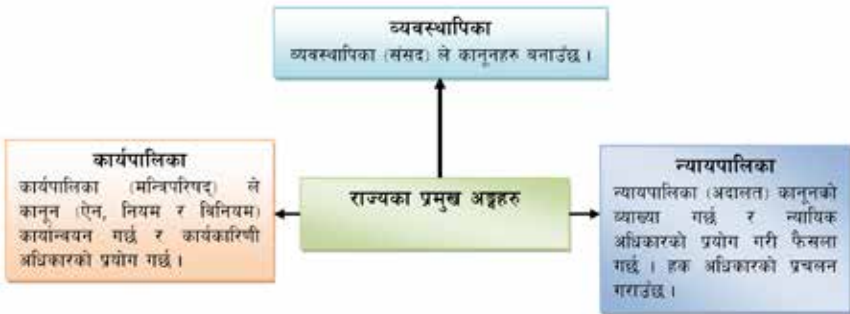 व्यवस्थापिका
व्यवस्थापिका (संसद) ले कानूनहरु बनाउंछ ।
कार्यपालिका
कार्यपालिका (मन्त्रिपरिषद्) ले
कानून (ऐन, नियम र बिनियम)
कार्यान्वयन गर्छ र कार्यकारिणी
अधिकारको प्रयोग गर्छ ।
राज्यका प्रमुख अङ्गहरु
न्यायपालिका
न्यायपालिका (अदालत) कानूनको
व्याख्या गर्छ र न्यायिक
अधिकारको प्रयोग गरी फैसला
गर्छ । हक अधिकारको प्रचलन
गराउंछ ।